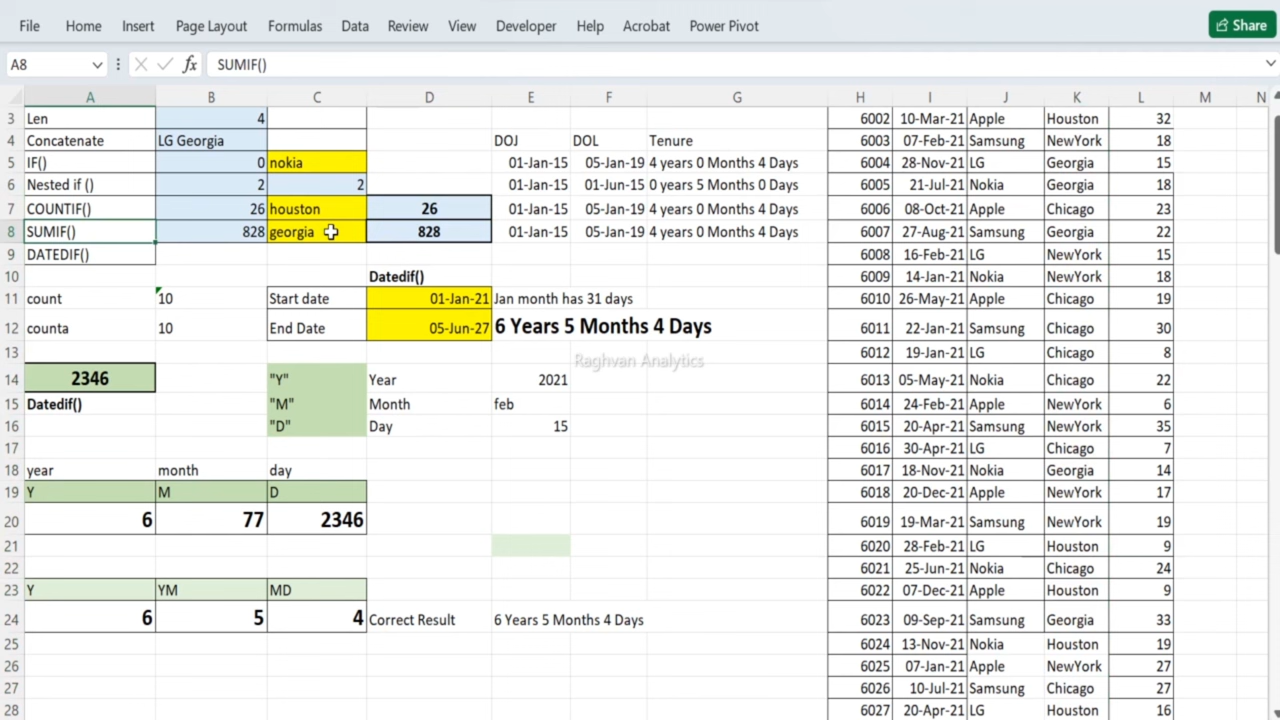 File Home Insert Page Layout Formulas Data Review View Developer Help Acrobat Power Pivot Share
A8 fx SUMIF()
A B C D E F G H I J K L M N
3 Len 4 6002 10-Mar-21 Apple Houston 32
4 Concatenate LG Georgia DOJ DOL Tenure 6003 07-Feb-21 Samsung NewYork 18
5 IF() 0 nokia 01-Jan-15 05-Jan-19 4 years 0 Months 4 Days 6004 28-Nov-21 LG Georgia 15
6 Nested if () 2 2 01-Jan-15 01-Jun-15 0 years 5 Months 0 Days 6005 21-Jul-21 Nokia Georgia 18
7 COUNTIF() 26 houston 26 01-Jan-15 05-Jan-19 4 years 0 Months 4 Days 6006 08-Oct-21 Apple Chicago 23
8 SUMIF() 828 georgia 828 01-Jan-15 05-Jan-19 4 years 0 Months 4 Days 6007 27-Aug-21 Samsung Georgia 22
9 DATEDIF() 6008 16-Feb-21 LG NewYork 15
10 Datedif() 6009 14-Jan-21 Nokia NewYork 18
11 count 10 Start date 01-Jan-21 Jan month has 31 days 6010 26-May-21 Apple Chicago 19
12 counta 10 End Date 05-Jun-27 6 Years 5 Months 4 Days 6011 22-Jan-21 Samsung Chicago 30
13 6012 19-Jan-21 LG Chicago 8
Raghvan Analytics
14 2346 "Y" Year 2021 6013 05-May-21 Nokia Chicago 22
15 Datedif() "M" Month feb 6014 24-Feb-21 Apple NewYork 6
16 "D" Day 15 6015 20-Apr-21 Samsung NewYork 35
17 6016 30-Apr-21 LG Chicago 7
18 year month day 6017 18-Nov-21 Nokia Georgia 14
19 Y M D 6018 20-Dec-21 Apple NewYork 17
20 6 77 2346 6019 19-Mar-21 Samsung NewYork 19
21 6020 28-Feb-21 LG Houston 9
22 6021 25-Jun-21 Nokia Chicago 24
23 Y YM MD 6022 07-Dec-21 Apple Houston 9
24 6 5 4 Correct Result 6 Years 5 Months 4 Days 6023 09-Sep-21 Samsung Georgia 33
25 6024 13-Nov-21 Nokia Houston 19
26 6025 07-Jan-21 Apple NewYork 27
27 6026 10-Jul-21 Samsung Chicago 27
28 6027 20-Apr-21 LG Houston 16